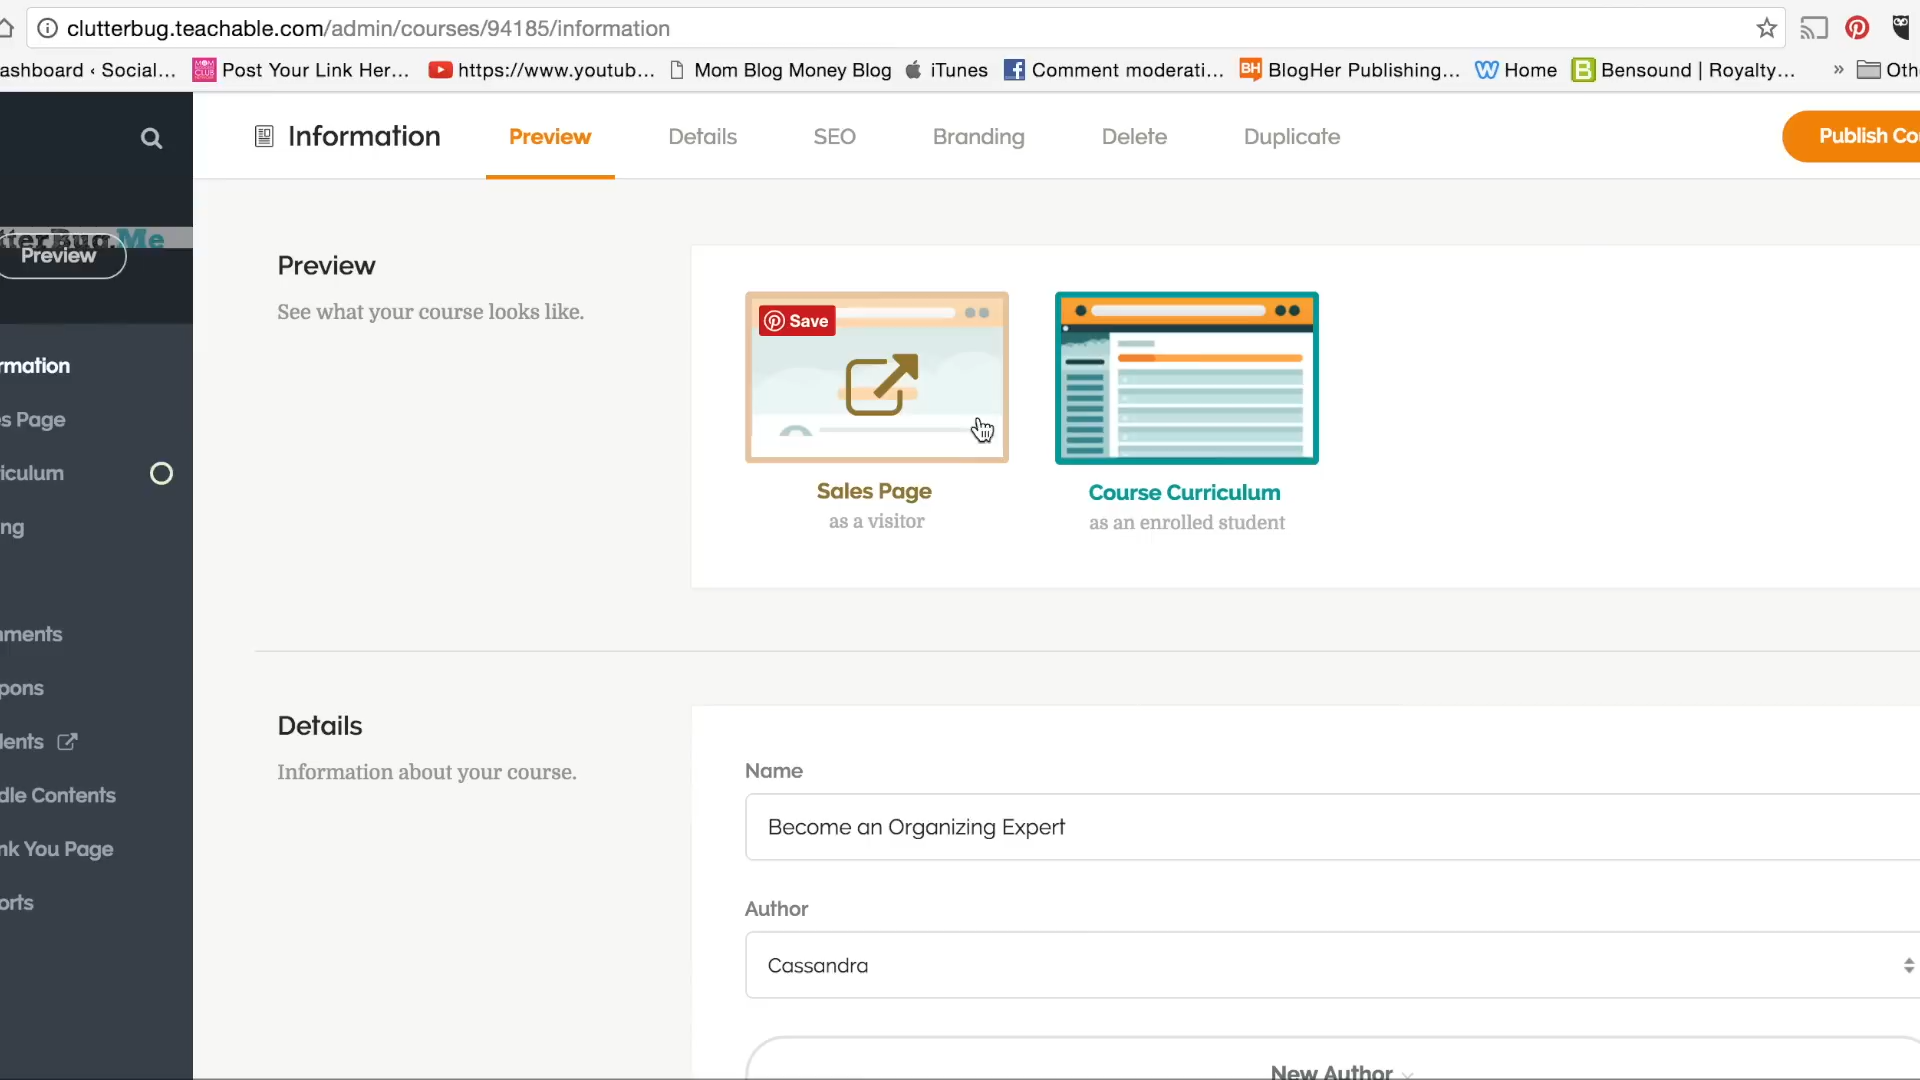 clutterbug.teachable.com/admin/courses/94185/information
ashboard ‹ Social... Post Your Link Her... https://www.youtub... Mom Blog Money Blog iTunes Comment moderati... BH BlogHer Publishing... Home Bensound | Royalty... » Oth
Information Preview Details SEO Branding Delete Duplicate Publish Co
tterBug.Me
Preview
rmation
s Page
iculum
ng
ments
pons
dents
dle Contents
nk You Page
orts
Preview
See what your course looks like.
Save
Sales Page
as a visitor
Course Curriculum
as an enrolled student
Details
Information about your course.
Name
Become an Organizing Expert
Author
Cassandra
New Author